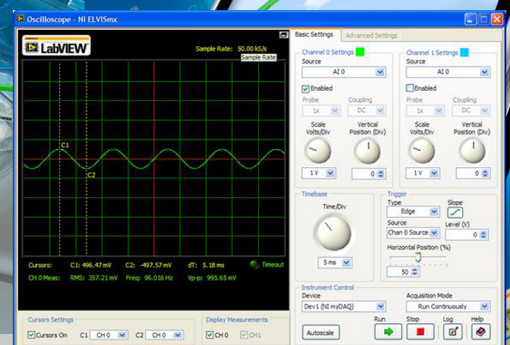 Oscilloscope - NI ELVISmx
LabVIEW
Sample Rate: 50.00 kS/s
Sample Rate
C1
C2
Cursors: C1: 496.47 mV C2: -497.57 mV dT: 5.18 ms Timeout
CH 0 Meas: RMS: 357.21 mV Freq: 96.016 Hz Vp-p: 995.65 mV
Cursors Settings
Cursors On C1 CH 0 C2 CH 0
Display Measurements
CH 0 CH 1
Basic Settings Advanced Settings
Channel 0 Settings
Source
AI 0
Enabled
Probe Coupling
1x DC
Scale Vertical
Volts/Div Position (Div)
1 V 0
Channel 1 Settings
Source
AI 0
Enabled
Probe Coupling
1x DC
Scale Vertical
Volts/Div Position (Div)
1 V 0
Timebase
Time/Div
5 ms
Trigger
Type Slope
Edge
Source Level (V)
Chan 0 Source 0
Horizontal Position (%)
50
Instrument Control
Device Acquisition Mode
Dev1 (NI myDAQ) Run Continuously
Run Stop Log Help
Autoscale